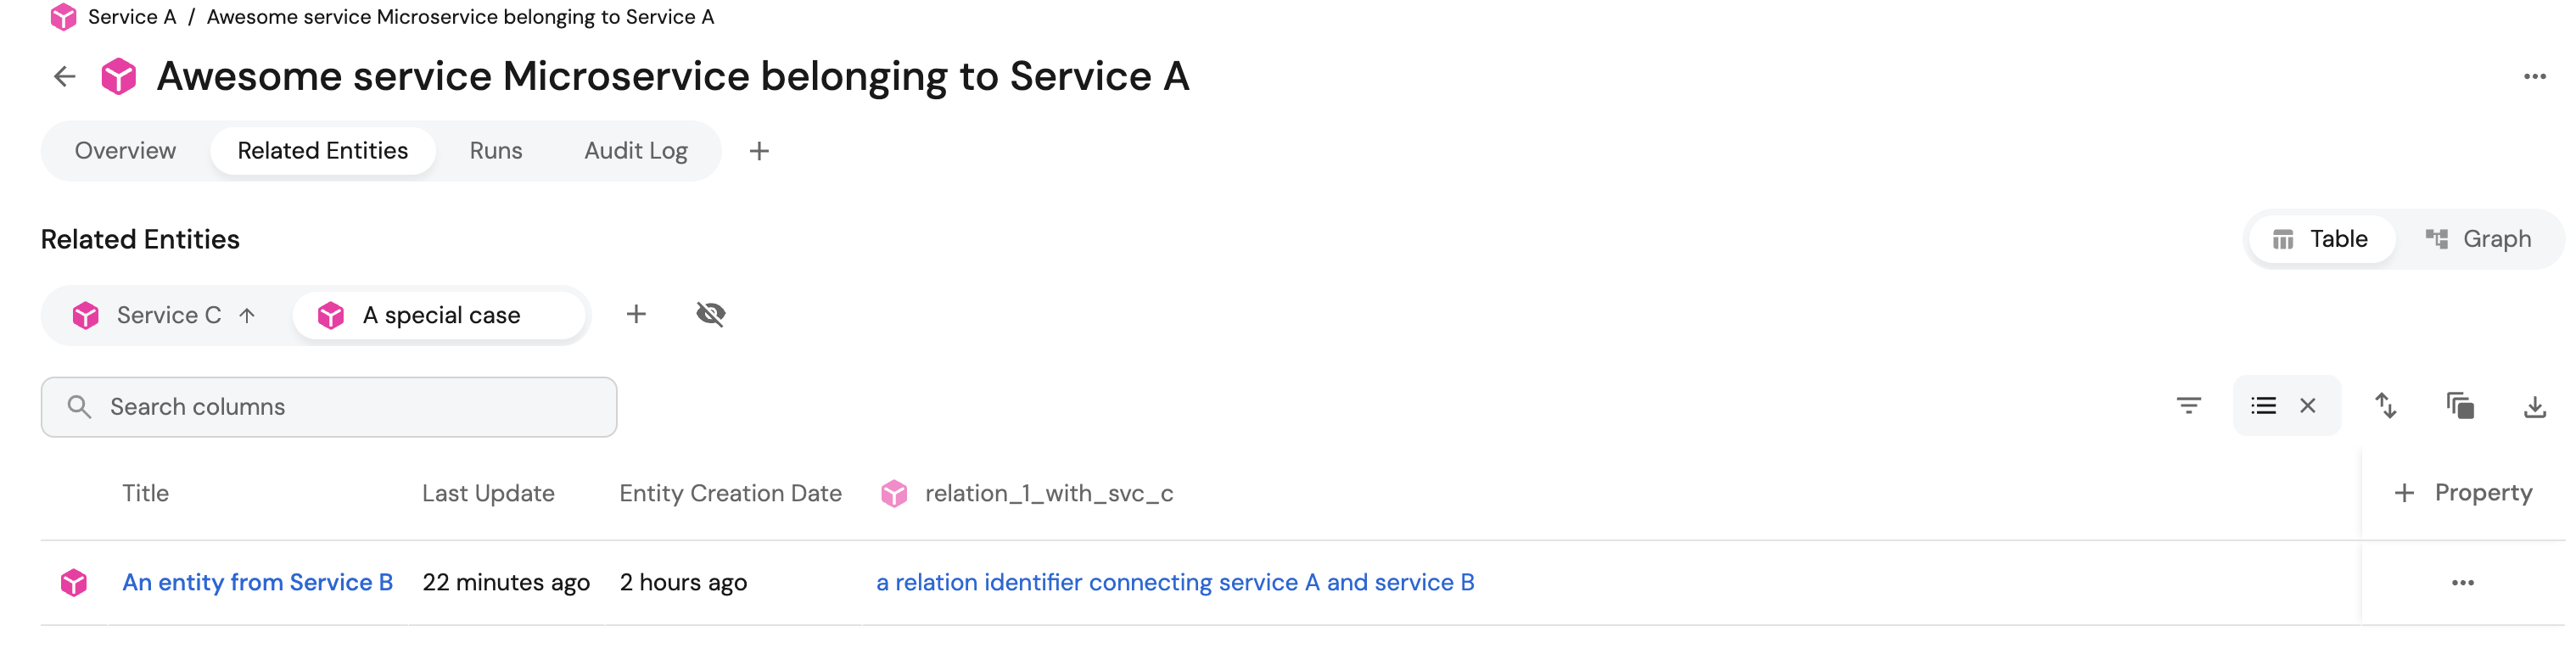 Service A / Awesome service Microservice belonging to Service A
Awesome service Microservice belonging to Service A
Overview Related Entities Runs Audit Log
Related Entities
Table Graph
Service C A special case
Search columns
Title Last Update Entity Creation Date relation_1_with_svc_c Property
An entity from Service B 22 minutes ago 2 hours ago a relation identifier connecting service A and service B